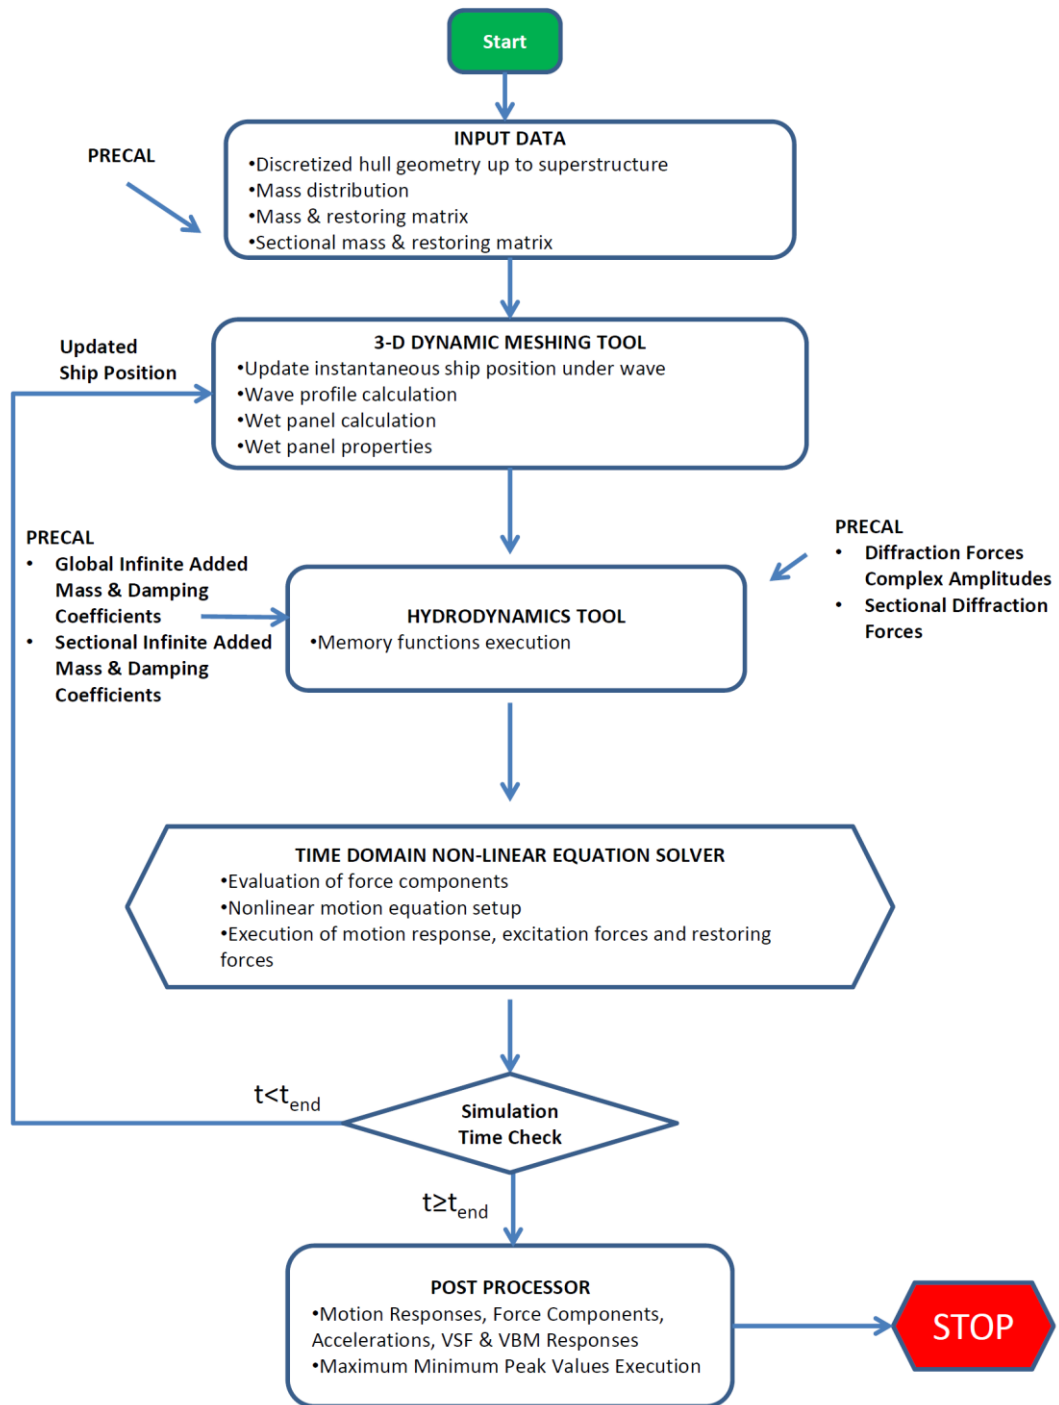 Start
INPUT DATA
•Discretized hull geometry up to superstructure
•Mass distribution
•Mass & restoring matrix
•Sectional mass & restoring matrix
PRECAL
3-D DYNAMIC MESHING TOOL
•Update instantaneous ship position under wave
•Wave profile calculation
•Wet panel calculation
•Wet panel properties
Updated
Ship Position
PRECAL
• Global Infinite Added
Mass & Damping
Coefficients
• Sectional Infinite Added
Mass & Damping
Coefficients
HYDRODYNAMICS TOOL
•Memory functions execution
PRECAL
• Diffraction Forces
Complex Amplitudes
• Sectional Diffraction
Forces
TIME DOMAIN NON-LINEAR EQUATION SOLVER
•Evaluation of force components
•Nonlinear motion equation setup
•Execution of motion response, excitation forces and restoring
forces
t<tend
Simulation
Time Check
t≥tend
POST PROCESSOR
•Motion Responses, Force Components,
Accelerations, VSF & VBM Responses
•Maximum Minimum Peak Values Execution
STOP